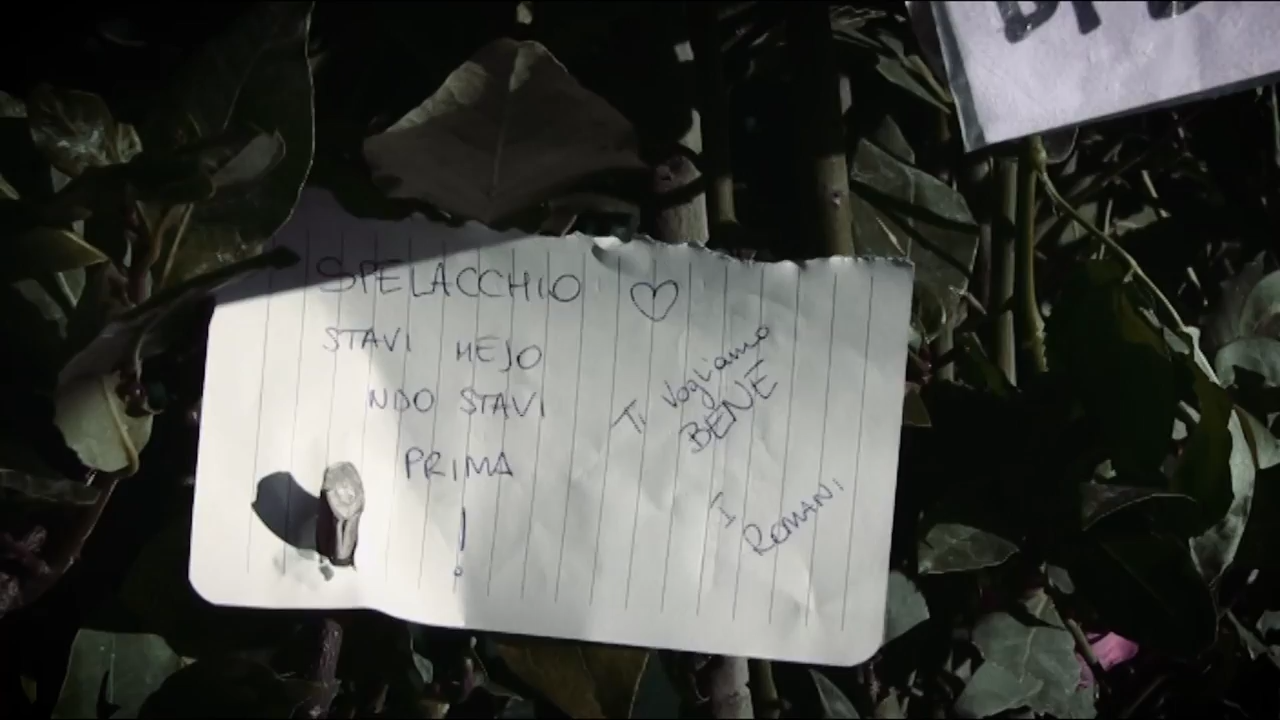 SPELACCHIO ♡
STAVI MEJO
NDO STAVI
PRIMA
!
Ti vogliamo
BENE
I
ROMANI